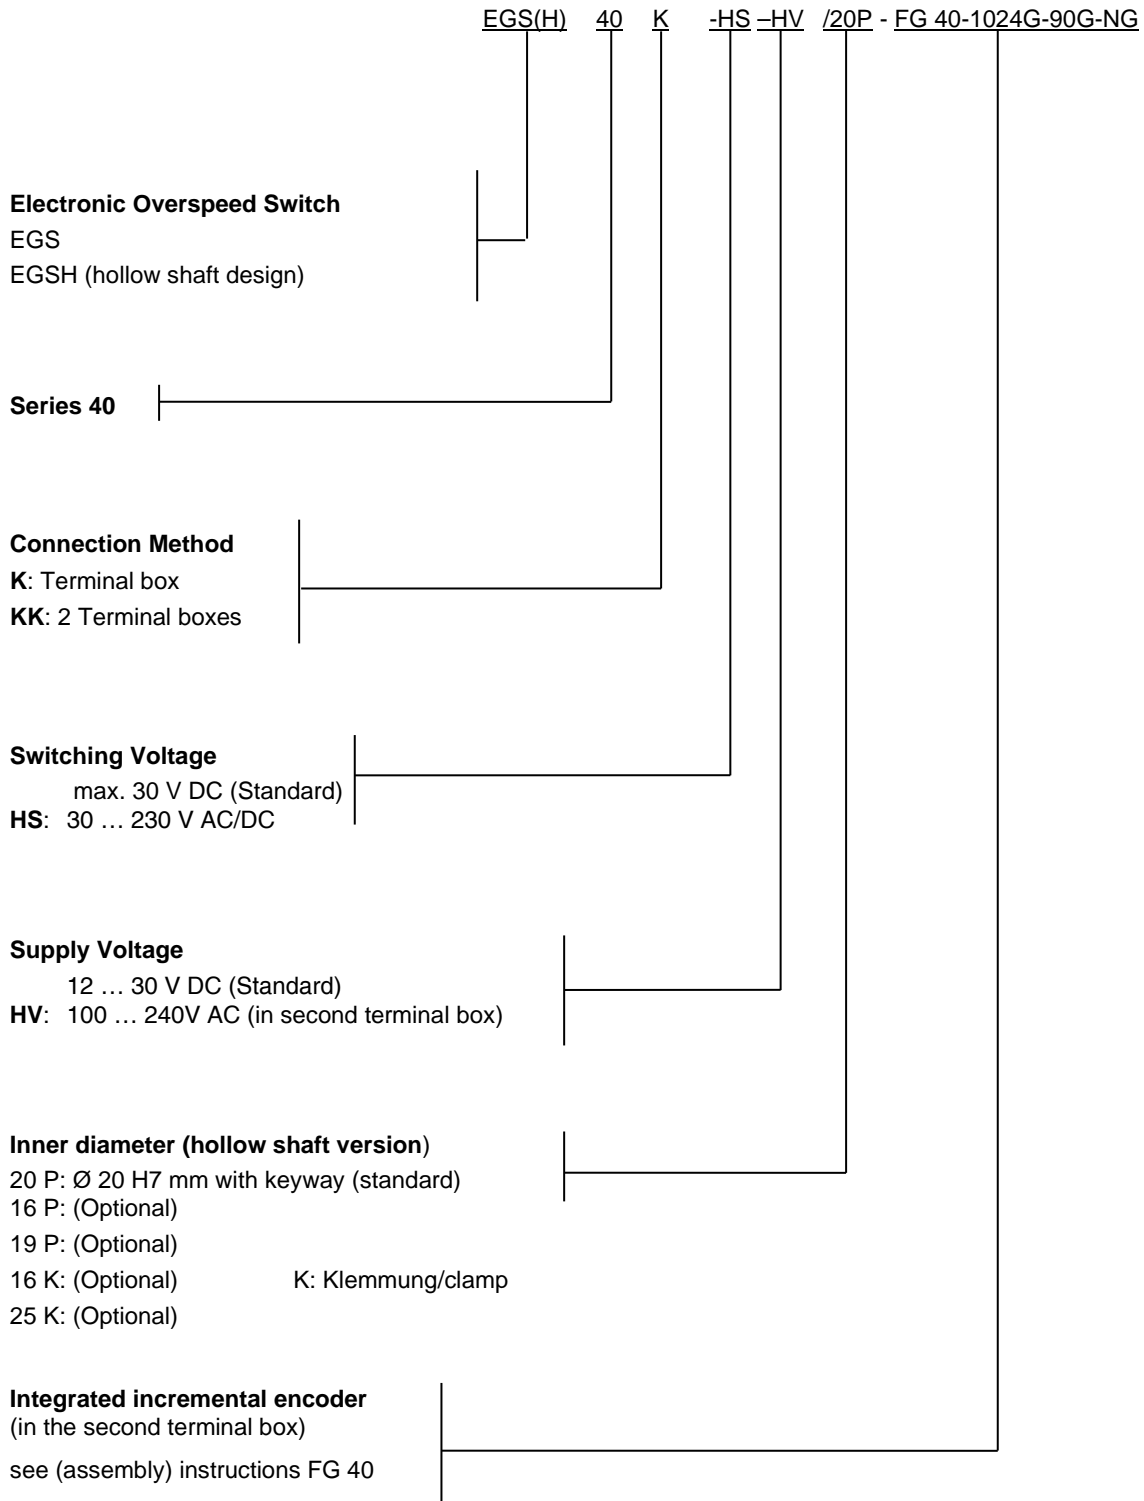 EGS(H) 40 K -HS –HV /20P - FG 40-1024G-90G-NG
Electronic Overspeed Switch
EGS
EGSH (hollow shaft design)
Series 40
Connection Method
K: Terminal box
KK: 2 Terminal boxes
Switching Voltage
max. 30 V DC (Standard)
HS: 30 … 230 V AC/DC
Supply Voltage
12 … 30 V DC (Standard)
HV: 100 … 240V AC (in second terminal box)
Inner diameter (hollow shaft version)
20 P: Ø 20 H7 mm with keyway (standard)
16 P: (Optional)
19 P: (Optional)
16 K: (Optional) K: Klemmung/clamp
25 K: (Optional)
Integrated incremental encoder
(in the second terminal box)
see (assembly) instructions FG 40